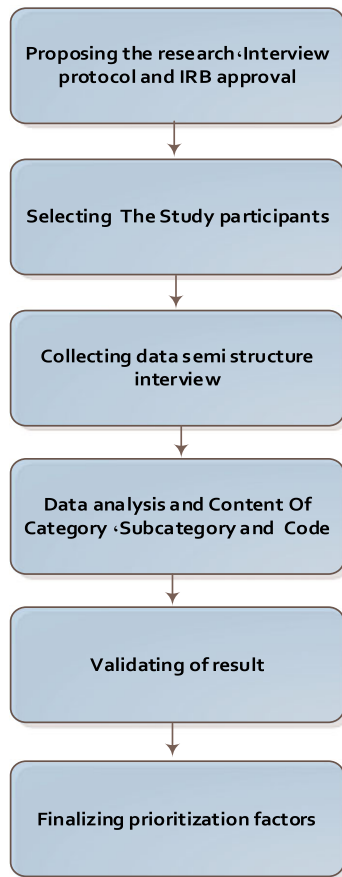 Proposing the research،Interview
protocol and IRB approval
Selecting The Study participants
Collecting data semi structure
interview
Data analysis and Content Of
Category ،Subcategory and Code
Validating of result
Finalizing prioritization factors